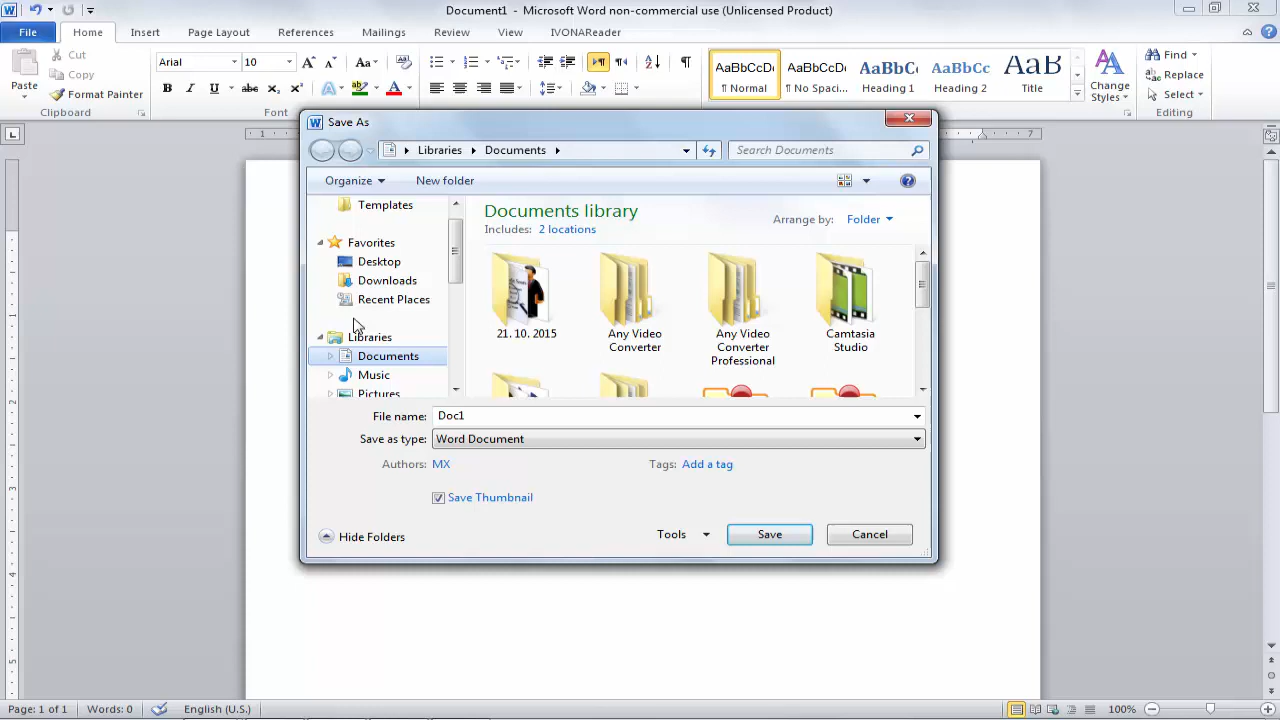 Document1 - Microsoft Word non-commercial use (Unlicensed Product)
File Home Insert Page Layout References Mailings Review View IVONAReader
Paste
Cut
Copy
Format Painter
Clipboard
Arial 10
Font
AaBbCcDc AaBbCcDc AaBbCc AaBbCc AaB
¶ Normal ¶ No Spaci... Heading 1 Heading 2 Title
Change Styles
Find
Replace
Select
Editing
Save As
Libraries Documents
Search Documents
Organize New folder
Templates
Favorites
Desktop
Downloads
Recent Places
Libraries
Documents
Music
Pictures
Documents library
Includes: 2 locations
Arrange by: Folder
21. 10. 2015
Any Video Converter
Any Video Converter Professional
Camtasia Studio
File name: Doc1
Save as type: Word Document
Authors: MX
Tags: Add a tag
Save Thumbnail
Hide Folders
Tools Save Cancel
Page: 1 of 1 Words: 0 English (U.S.) 100%